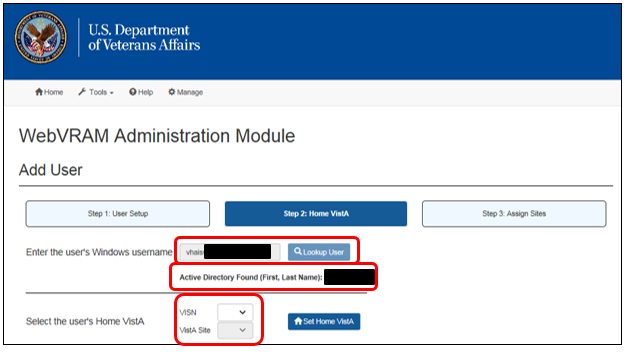 U.S. Department
of Veterans Affairs
Home Tools Help Manage
WebVRAM Administration Module
Add User
Step 1: User Setup Step 2: Home VistA Step 3: Assign Sites
Enter the user's Windows username vhais Lookup User
Active Directory Found (First, Last Name):
VISN
Select the user's Home VistA Set Home VistA
VistA Site